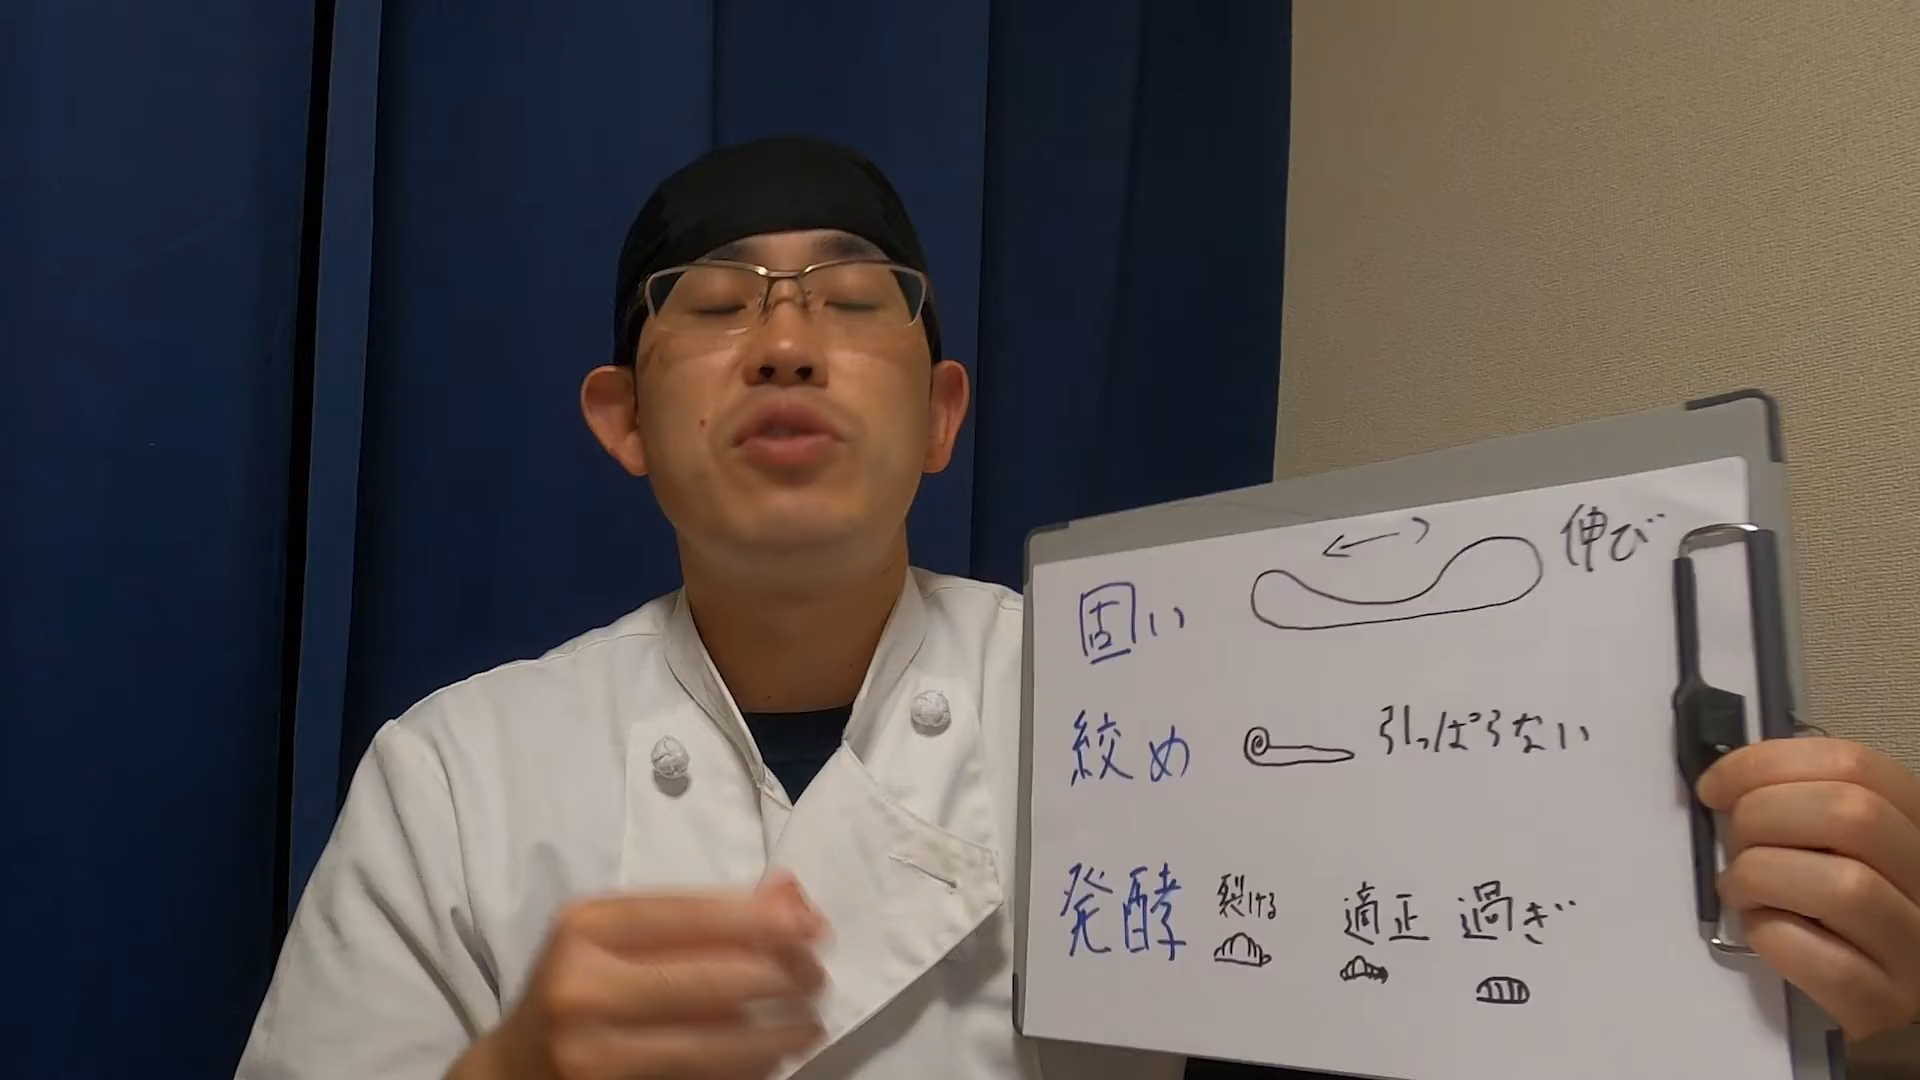 伸び
固い
絞め 引っぱらない
発酵 裂ける 適正 過ぎ